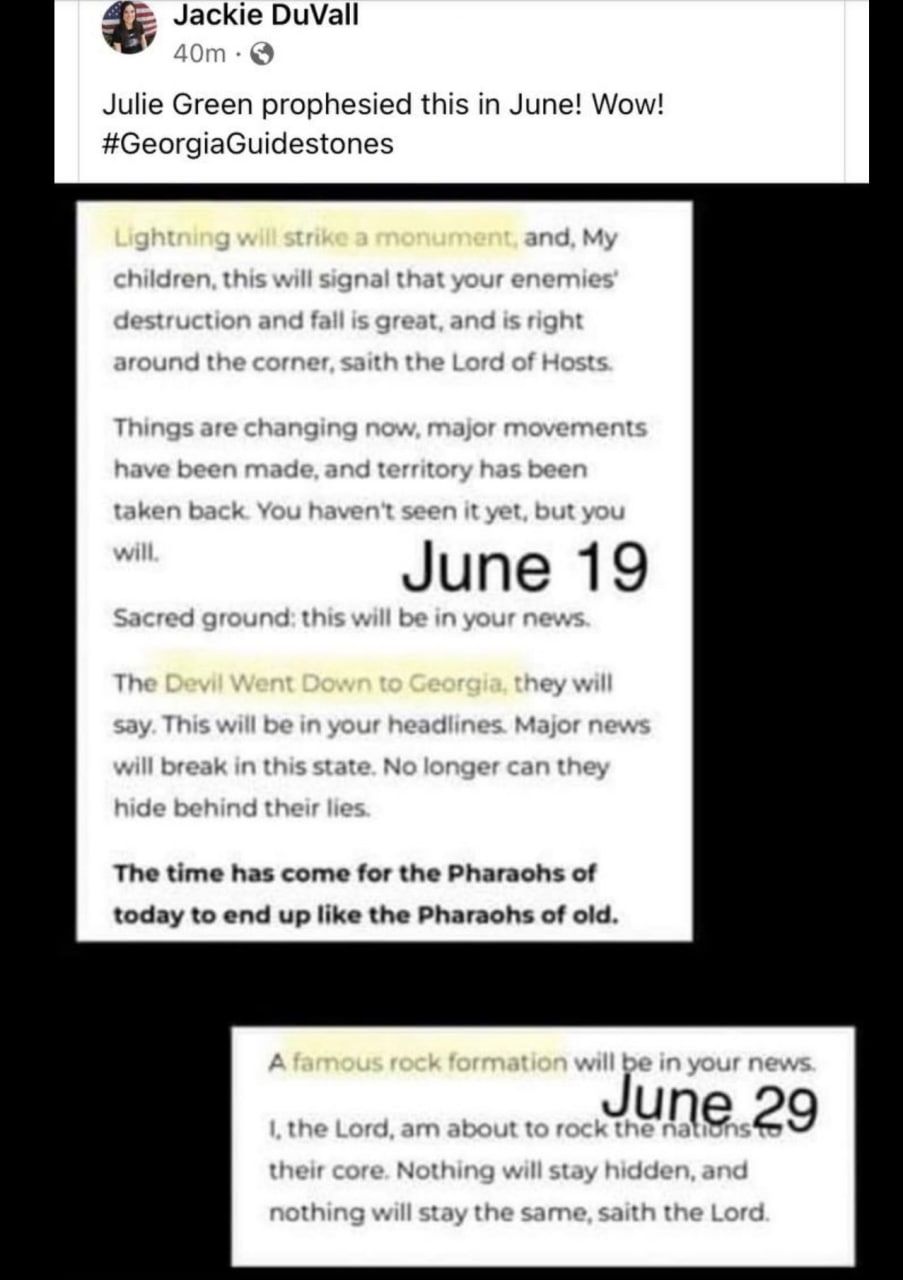 Jackie DuVall
40m ·
Julie Green prophesied this in June! Wow!
#GeorgiaGuidestones
Lightning will strike a monument, and, My
children, this will signal that your enemies'
destruction and fall is great, and is right
around the corner, saith the Lord of Hosts.
Things are changing now, major movements
have been made, and territory has been
taken back. You haven't seen it yet, but you
will.
June 19
Sacred ground: this will be in your news.
The Devil Went Down to Georgia, they will
say. This will be in your headlines. Major news
will break in this state. No longer can they
hide behind their lies.
The time has come for the Pharaohs of
today to end up like the Pharaohs of old.
A famous rock formation will be in your news.
June 29
I, the Lord, am about to rock the nations to
their core. Nothing will stay hidden, and
nothing will stay the same, saith the Lord.